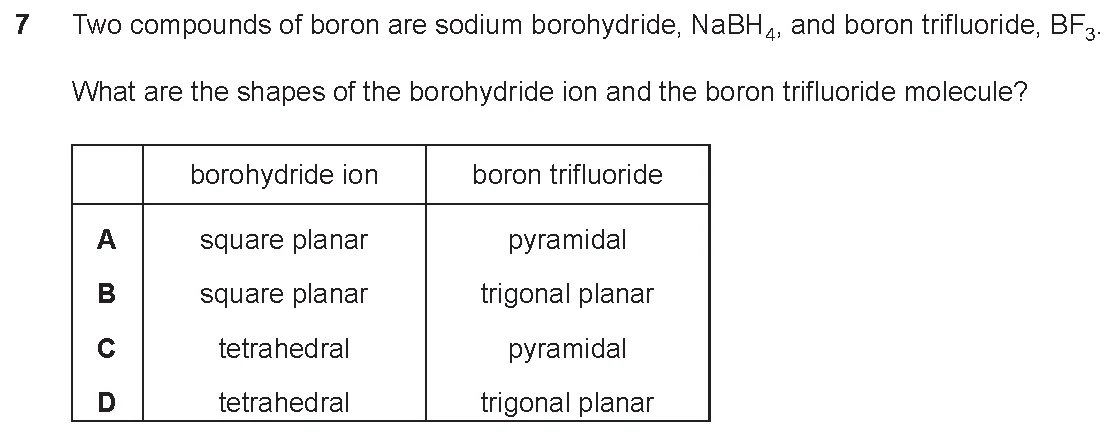 7 Two compounds of boron are sodium borohydride, NaBH₄, and boron trifluoride, BF₃.
What are the shapes of the borohydride ion and the boron trifluoride molecule?
borohydride ion boron trifluoride
A square planar pyramidal
B square planar trigonal planar
C tetrahedral pyramidal
D tetrahedral trigonal planar